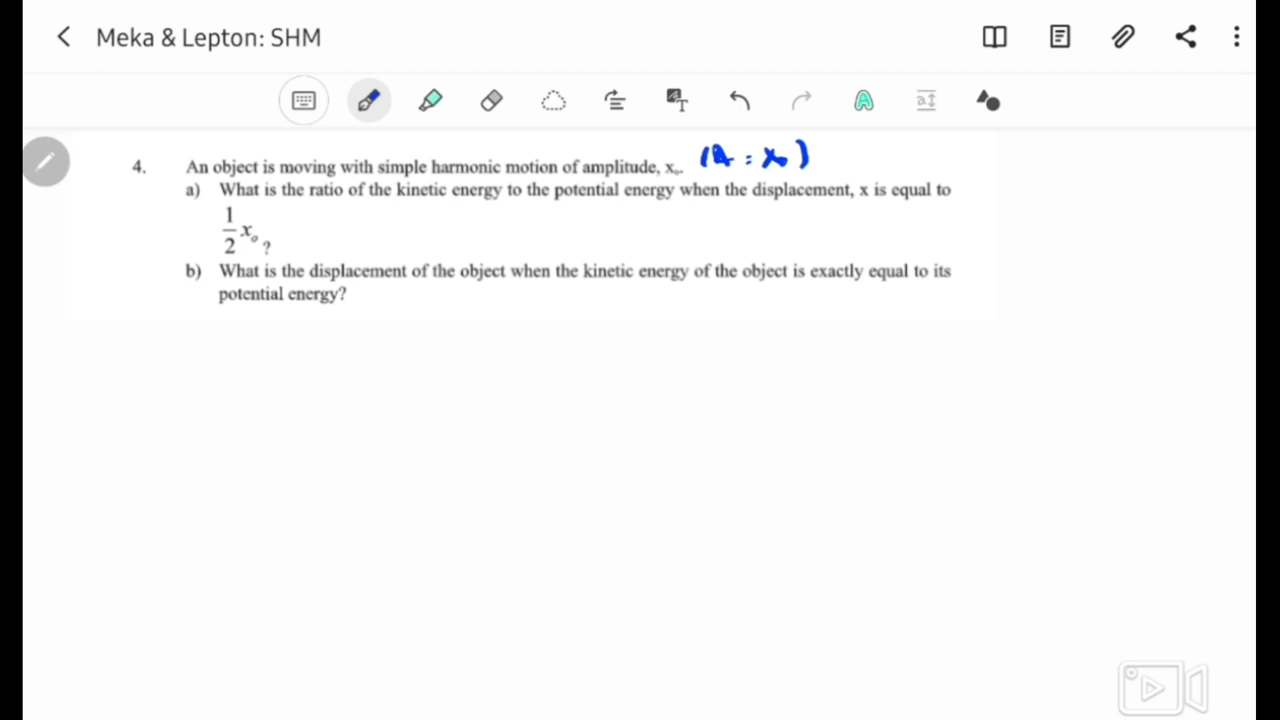 Meka & Lepton: SHM
4. An object is moving with simple harmonic motion of amplitude, xₒ. (A = x₀)
a) What is the ratio of the kinetic energy to the potential energy when the displacement, x is equal to
1/2 xₒ ?
b) What is the displacement of the object when the kinetic energy of the object is exactly equal to its
potential energy?